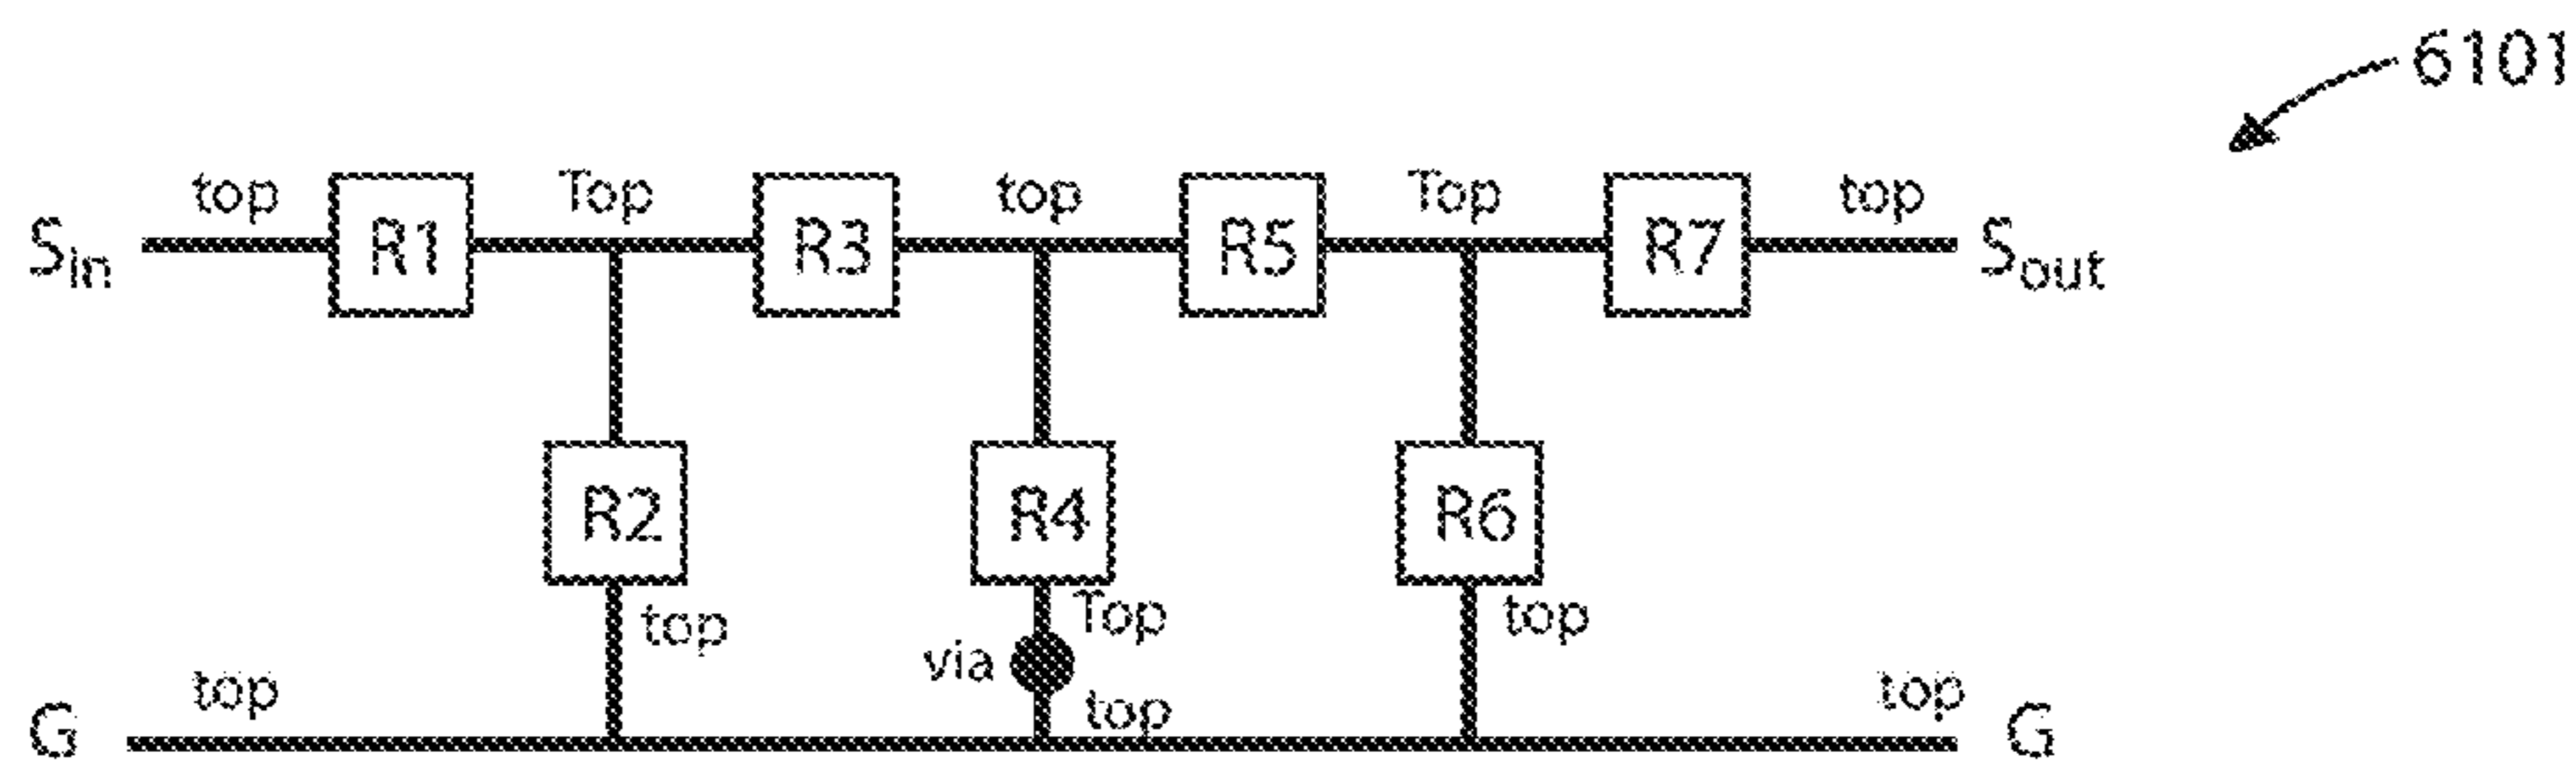 6101
top Top top Top top
S_in R1 R3 R5 R7 S_out
R2 R4 R6
top Top top
via
top top top
G G